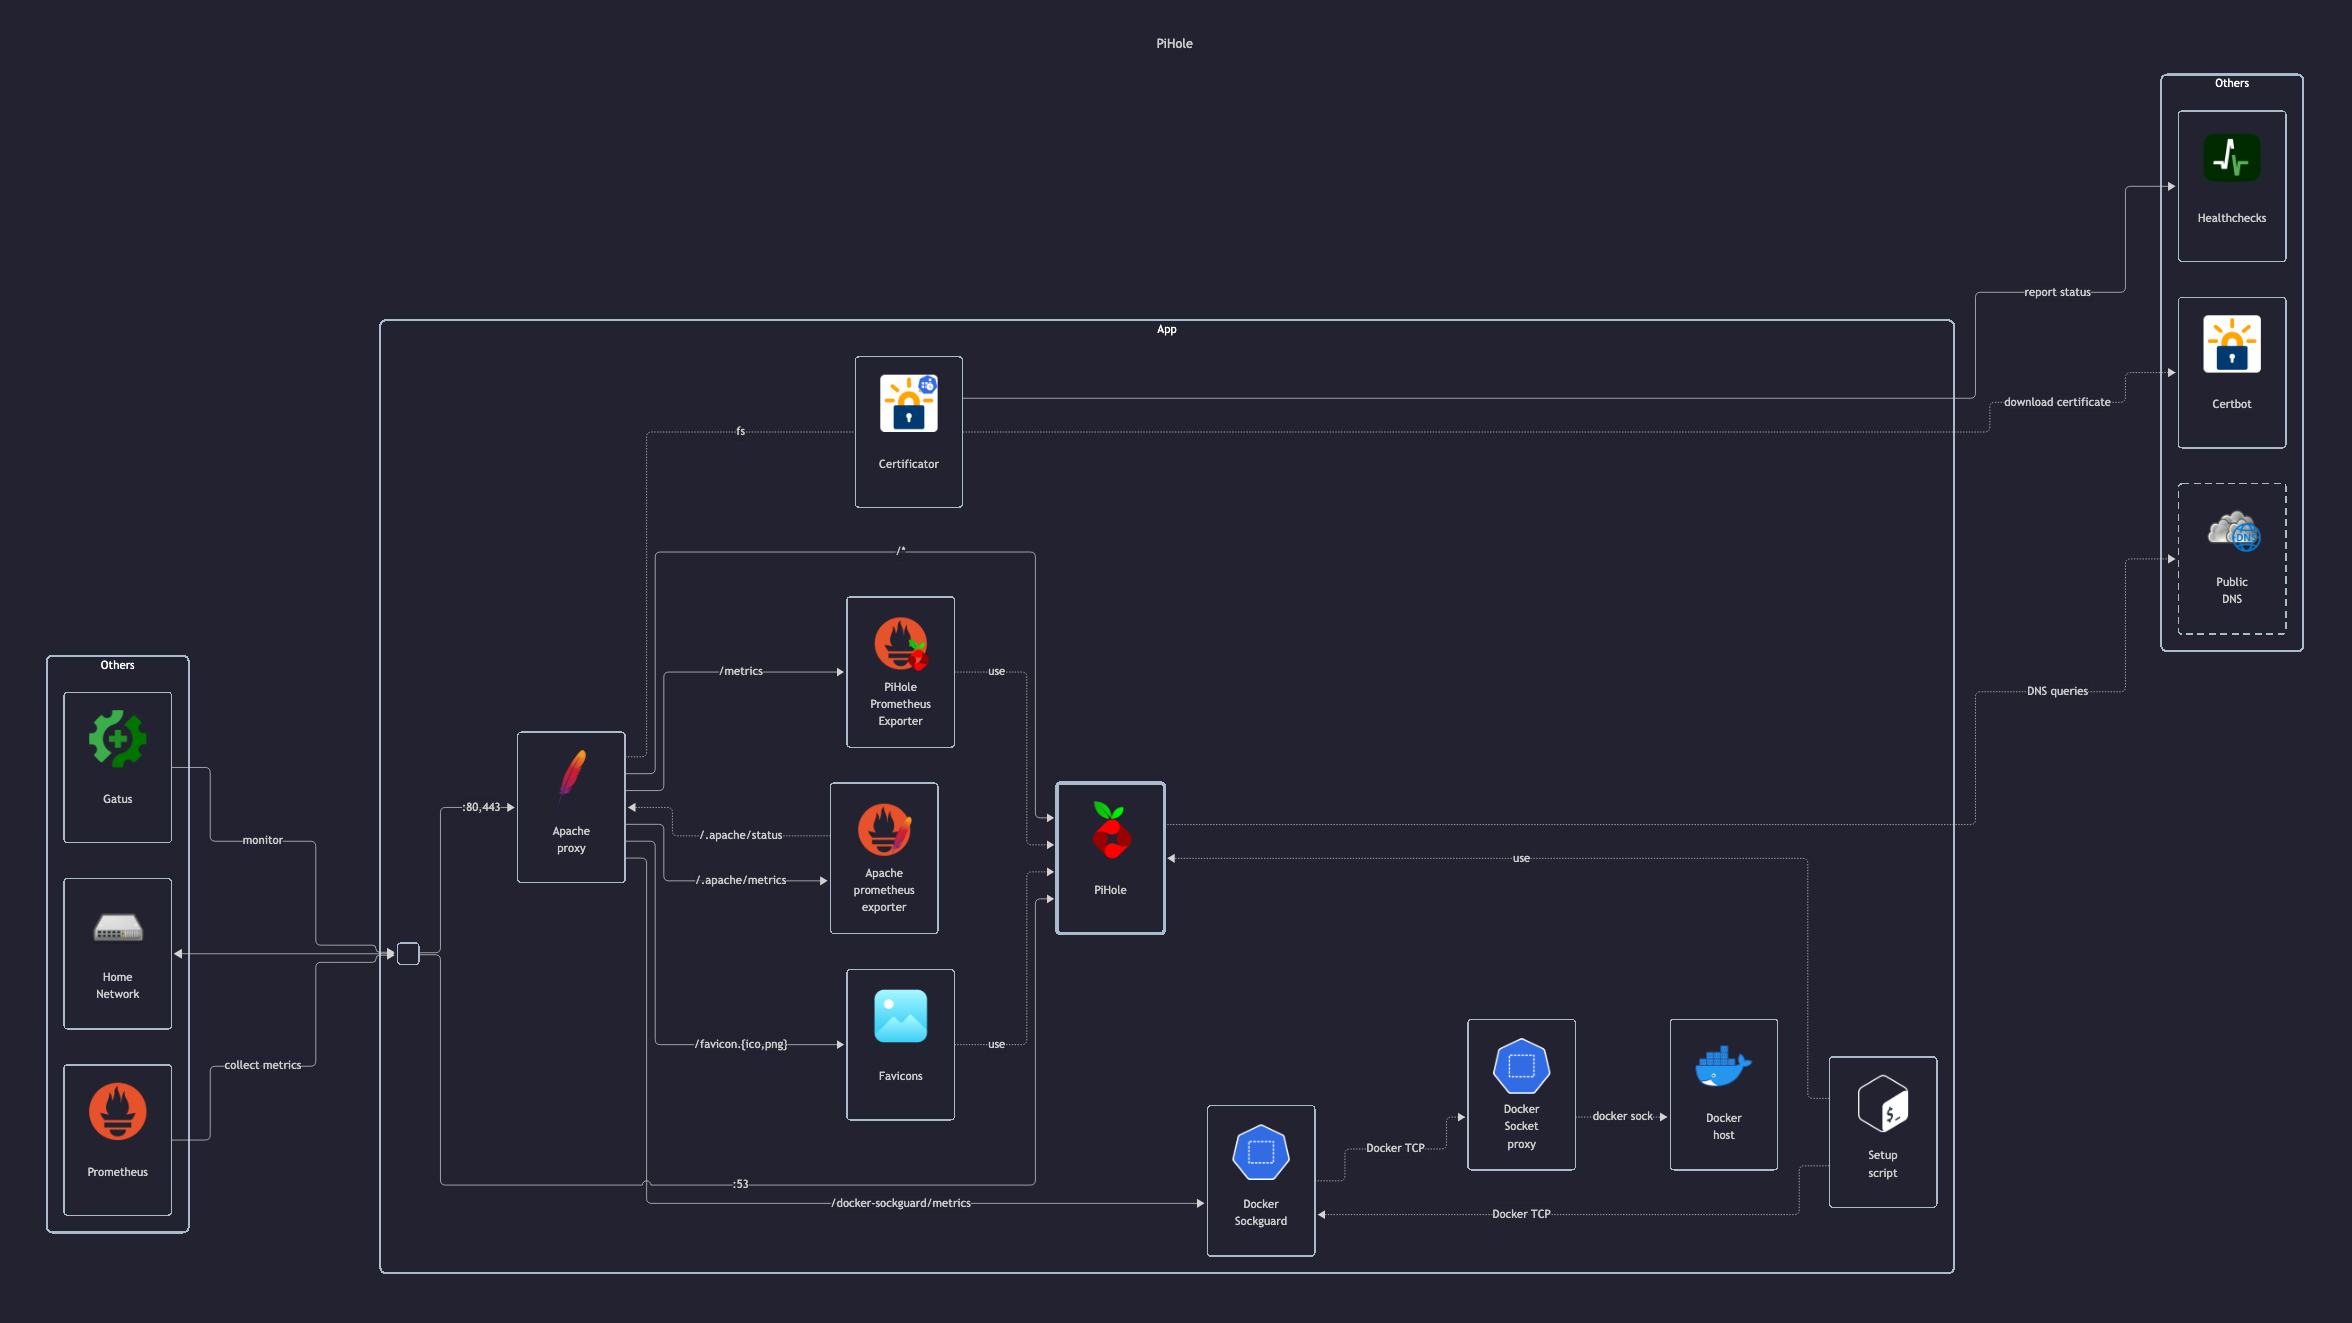 PiHole
Others
Healthchecks
report status
App
Certbot
download certificate
fs
Certificator
/*
DNS
Public
DNS
Others
/metrics
use
PiHole
Prometheus
Exporter
DNS queries
Gatus
:80,443
Apache
proxy
/.apache/status
monitor
/.apache/metrics
Apache
prometheus
exporter
use
PiHole
Home
Network
/favicon.{ico,png}
use
Favicons
collect metrics
Docker
Socket
proxy
docker sock
Docker
host
Docker TCP
$_
Setup
script
Prometheus
:53
/docker-sockguard/metrics
Docker
Sockguard
Docker TCP